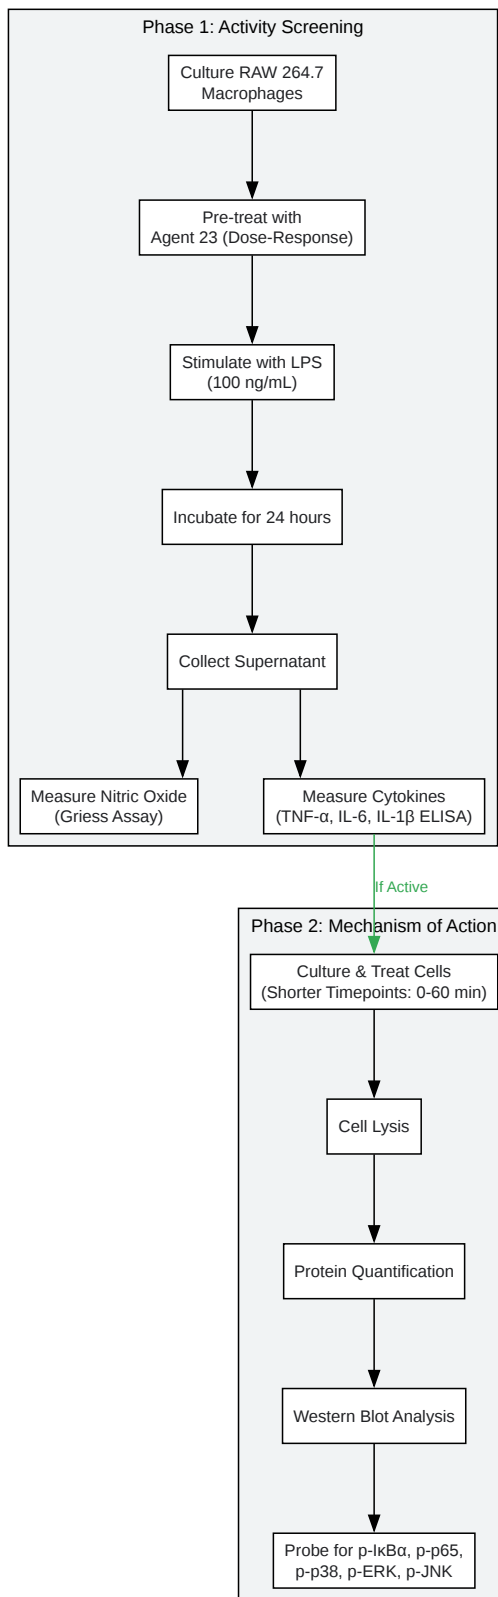 Phase 1: Activity Screening
Culture RAW 264.7
Macrophages
Pre-treat with
Agent 23 (Dose-Response)
Stimulate with LPS
(100 ng/mL)
Incubate for 24 hours
Collect Supernatant
Measure Nitric Oxide
(Griess Assay)
Measure Cytokines
(TNF-α, IL-6, IL-1β ELISA)
If Active
Phase 2: Mechanism of Action
Culture & Treat Cells
(Shorter Timepoints: 0-60 min)
Cell Lysis
Protein Quantification
Western Blot Analysis
Probe for p-IκBα, p-p65,
p-p38, p-ERK, p-JNK